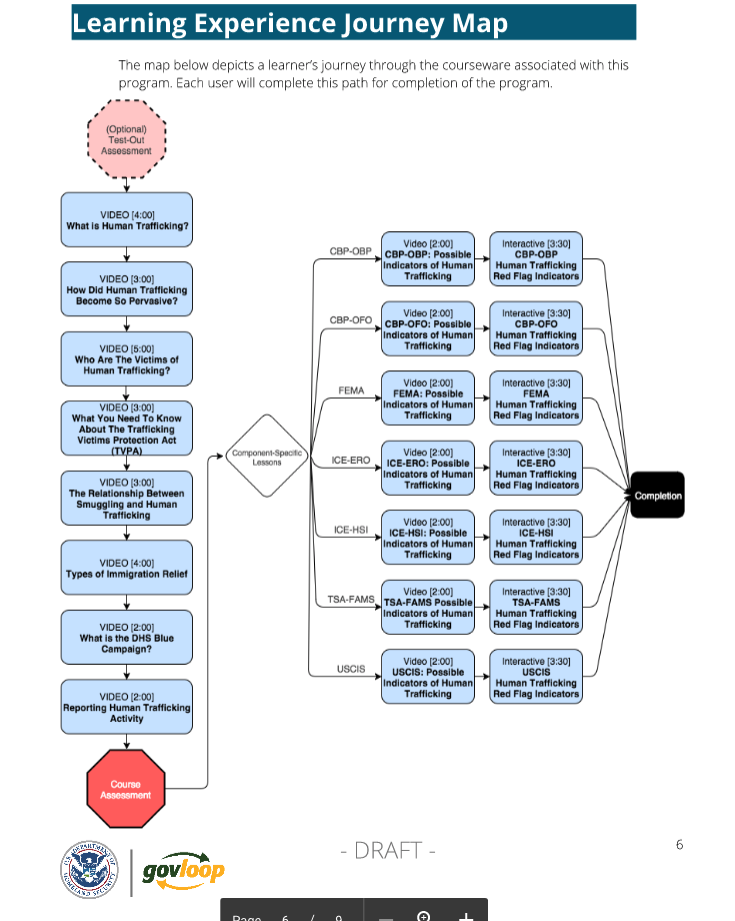 Learning Experience Journey Map
The map below depicts a learner's journey through the courseware associated with this
program. Each user will complete this path for completion of the program.
(Optional)
Test-Out
Assessment
VIDEO [4:00]
What is Human Trafficking?
VIDEO [3:00]
How Did Human Trafficking
Become So Pervasive?
VIDEO [5:00]
Who Are The Victims of
Human Trafficking?
VIDEO [3:00]
What You Need To Know
About The Trafficking
Victims Protection Act
(TVPA)
VIDEO [3:00]
The Relationship Between
Smuggling and Human
Trafficking
VIDEO [4:00]
Types of Immigration Relief
VIDEO [2:00]
What is the DHS Blue
Campaign?
VIDEO [2:00]
Reporting Human Trafficking
Activity
Course
Assessment
Component-Specific
Lessons
CBP-OBP
Video [2:00]
CBP-OBP: Possible
Indicators of Human
Trafficking
Interactive [3:30]
CBP-OBP
Human Trafficking
Red Flag Indicators
CBP-OFO
Video [2:00]
CBP-OFO: Possible
Indicators of Human
Trafficking
Interactive [3:30]
CBP-OFO
Human Trafficking
Red Flag Indicators
FEMA
Video [2:00]
FEMA: Possible
Indicators of Human
Trafficking
Interactive [3:30]
FEMA
Human Trafficking
Red Flag Indicators
ICE-ERO
Video [2:00]
ICE-ERO: Possible
Indicators of Human
Trafficking
Interactive [3:30]
ICE-ERO
Human Trafficking
Red Flag Indicators
ICE-HSI
Video [2:00]
ICE-HSI: Possible
Indicators of Human
Trafficking
Interactive [3:30]
ICE-HSI
Human Trafficking
Red Flag Indicators
TSA-FAMS
Video [2:00]
TSA-FAMS Possible
Indicators of Human
Trafficking
Interactive [3:30]
TSA-FAMS
Human Trafficking
Red Flag Indicators
USCIS
Video [2:00]
USCIS: Possible
Indicators of Human
Trafficking
Interactive [3:30]
USCIS
Human Trafficking
Red Flag Indicators
Completion
U.S. DEPARTMENT OF
HOMELAND SECURITY
govloop
- DRAFT -
6
Page 6 / 9